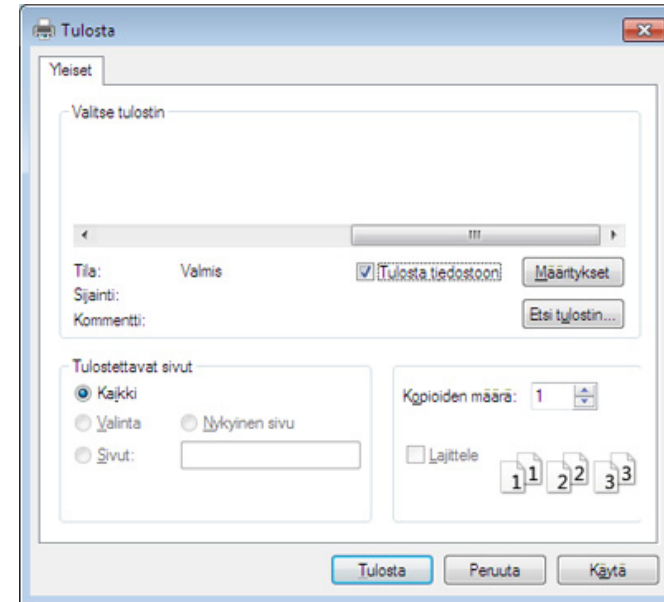 Tulosta
Yleiset
Valitse tulostin
Tila: Valmis Tulosta tiedostoon Määritykset
Sijainti:
Kommentti: Etsi tulostin...
Tulostettavat sivut
Kaikki
Valinta Nykyinen sivu
Sivut:
Kopioiden määrä: 1
Lajittele
1 1 2 2 3 3
Tulosta Peruuta Käytä